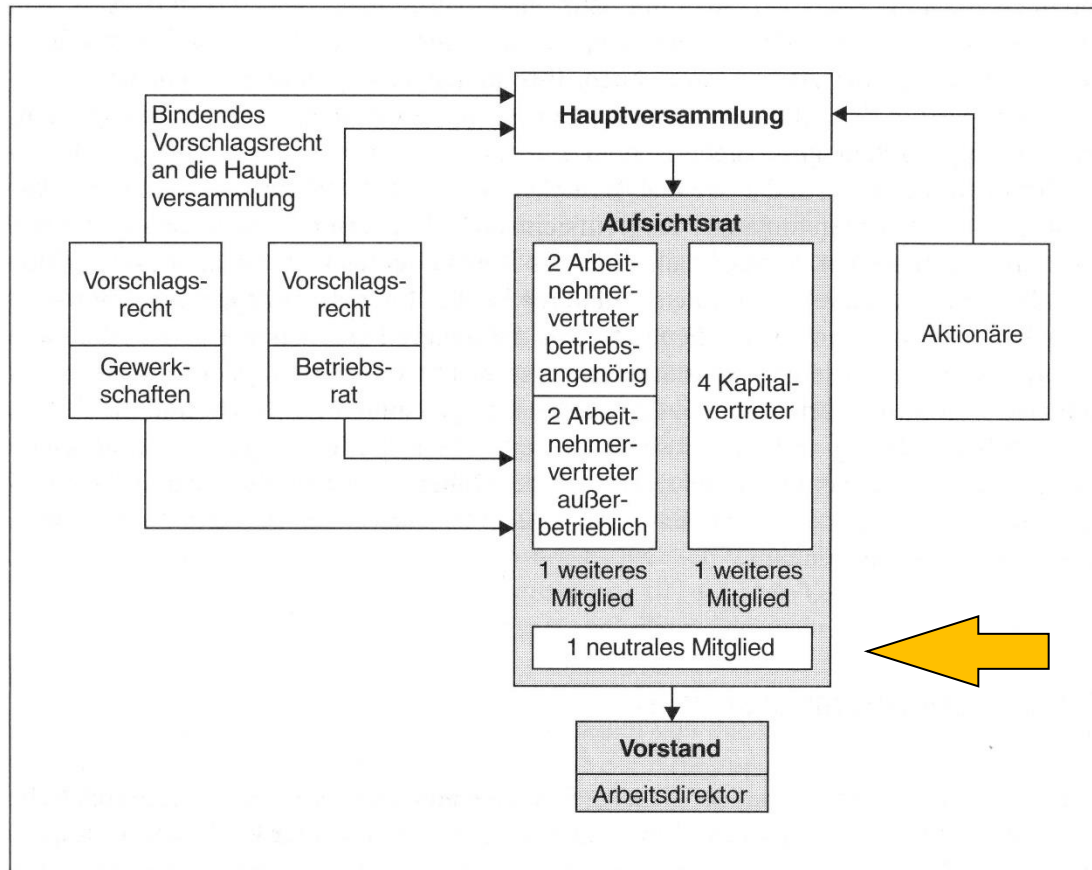 Bindendes
Vorschlagsrecht
an die Haupt-
versammlung
Hauptversammlung
Vorschlags-
recht
Gewerk-
schaften
Vorschlags-
recht
Betriebs-
rat
Aufsichtsrat
2 Arbeit-
nehmer-
vertreter
betriebs-
angehörig
2 Arbeit-
nehmer-
vertreter
außer-
betrieblich
4 Kapital-
vertreter
1 weiteres
Mitglied
1 weiteres
Mitglied
1 neutrales Mitglied
Aktionäre
Vorstand
Arbeitsdirektor